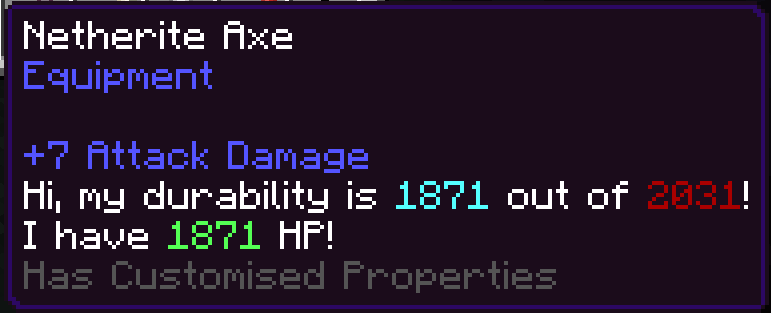 Netherite Axe
Equipment
+7 Attack Damage
Hi, my durability is 1871 out of 2031!
I have 1871 HP!
Has Customised Properties